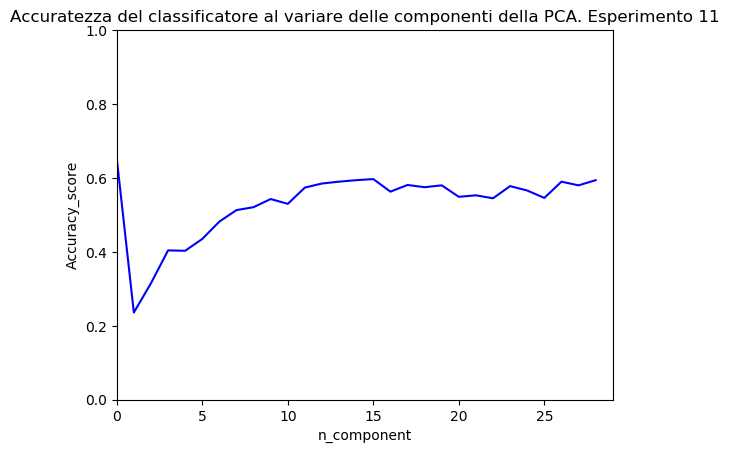 Accuratezza del classificatore al variare delle componenti della PCA. Esperimento 11
1.0
0.8
0.6
0.4
0.2
0.0
Accuracy_score
0 5 10 15 20 25
n_component